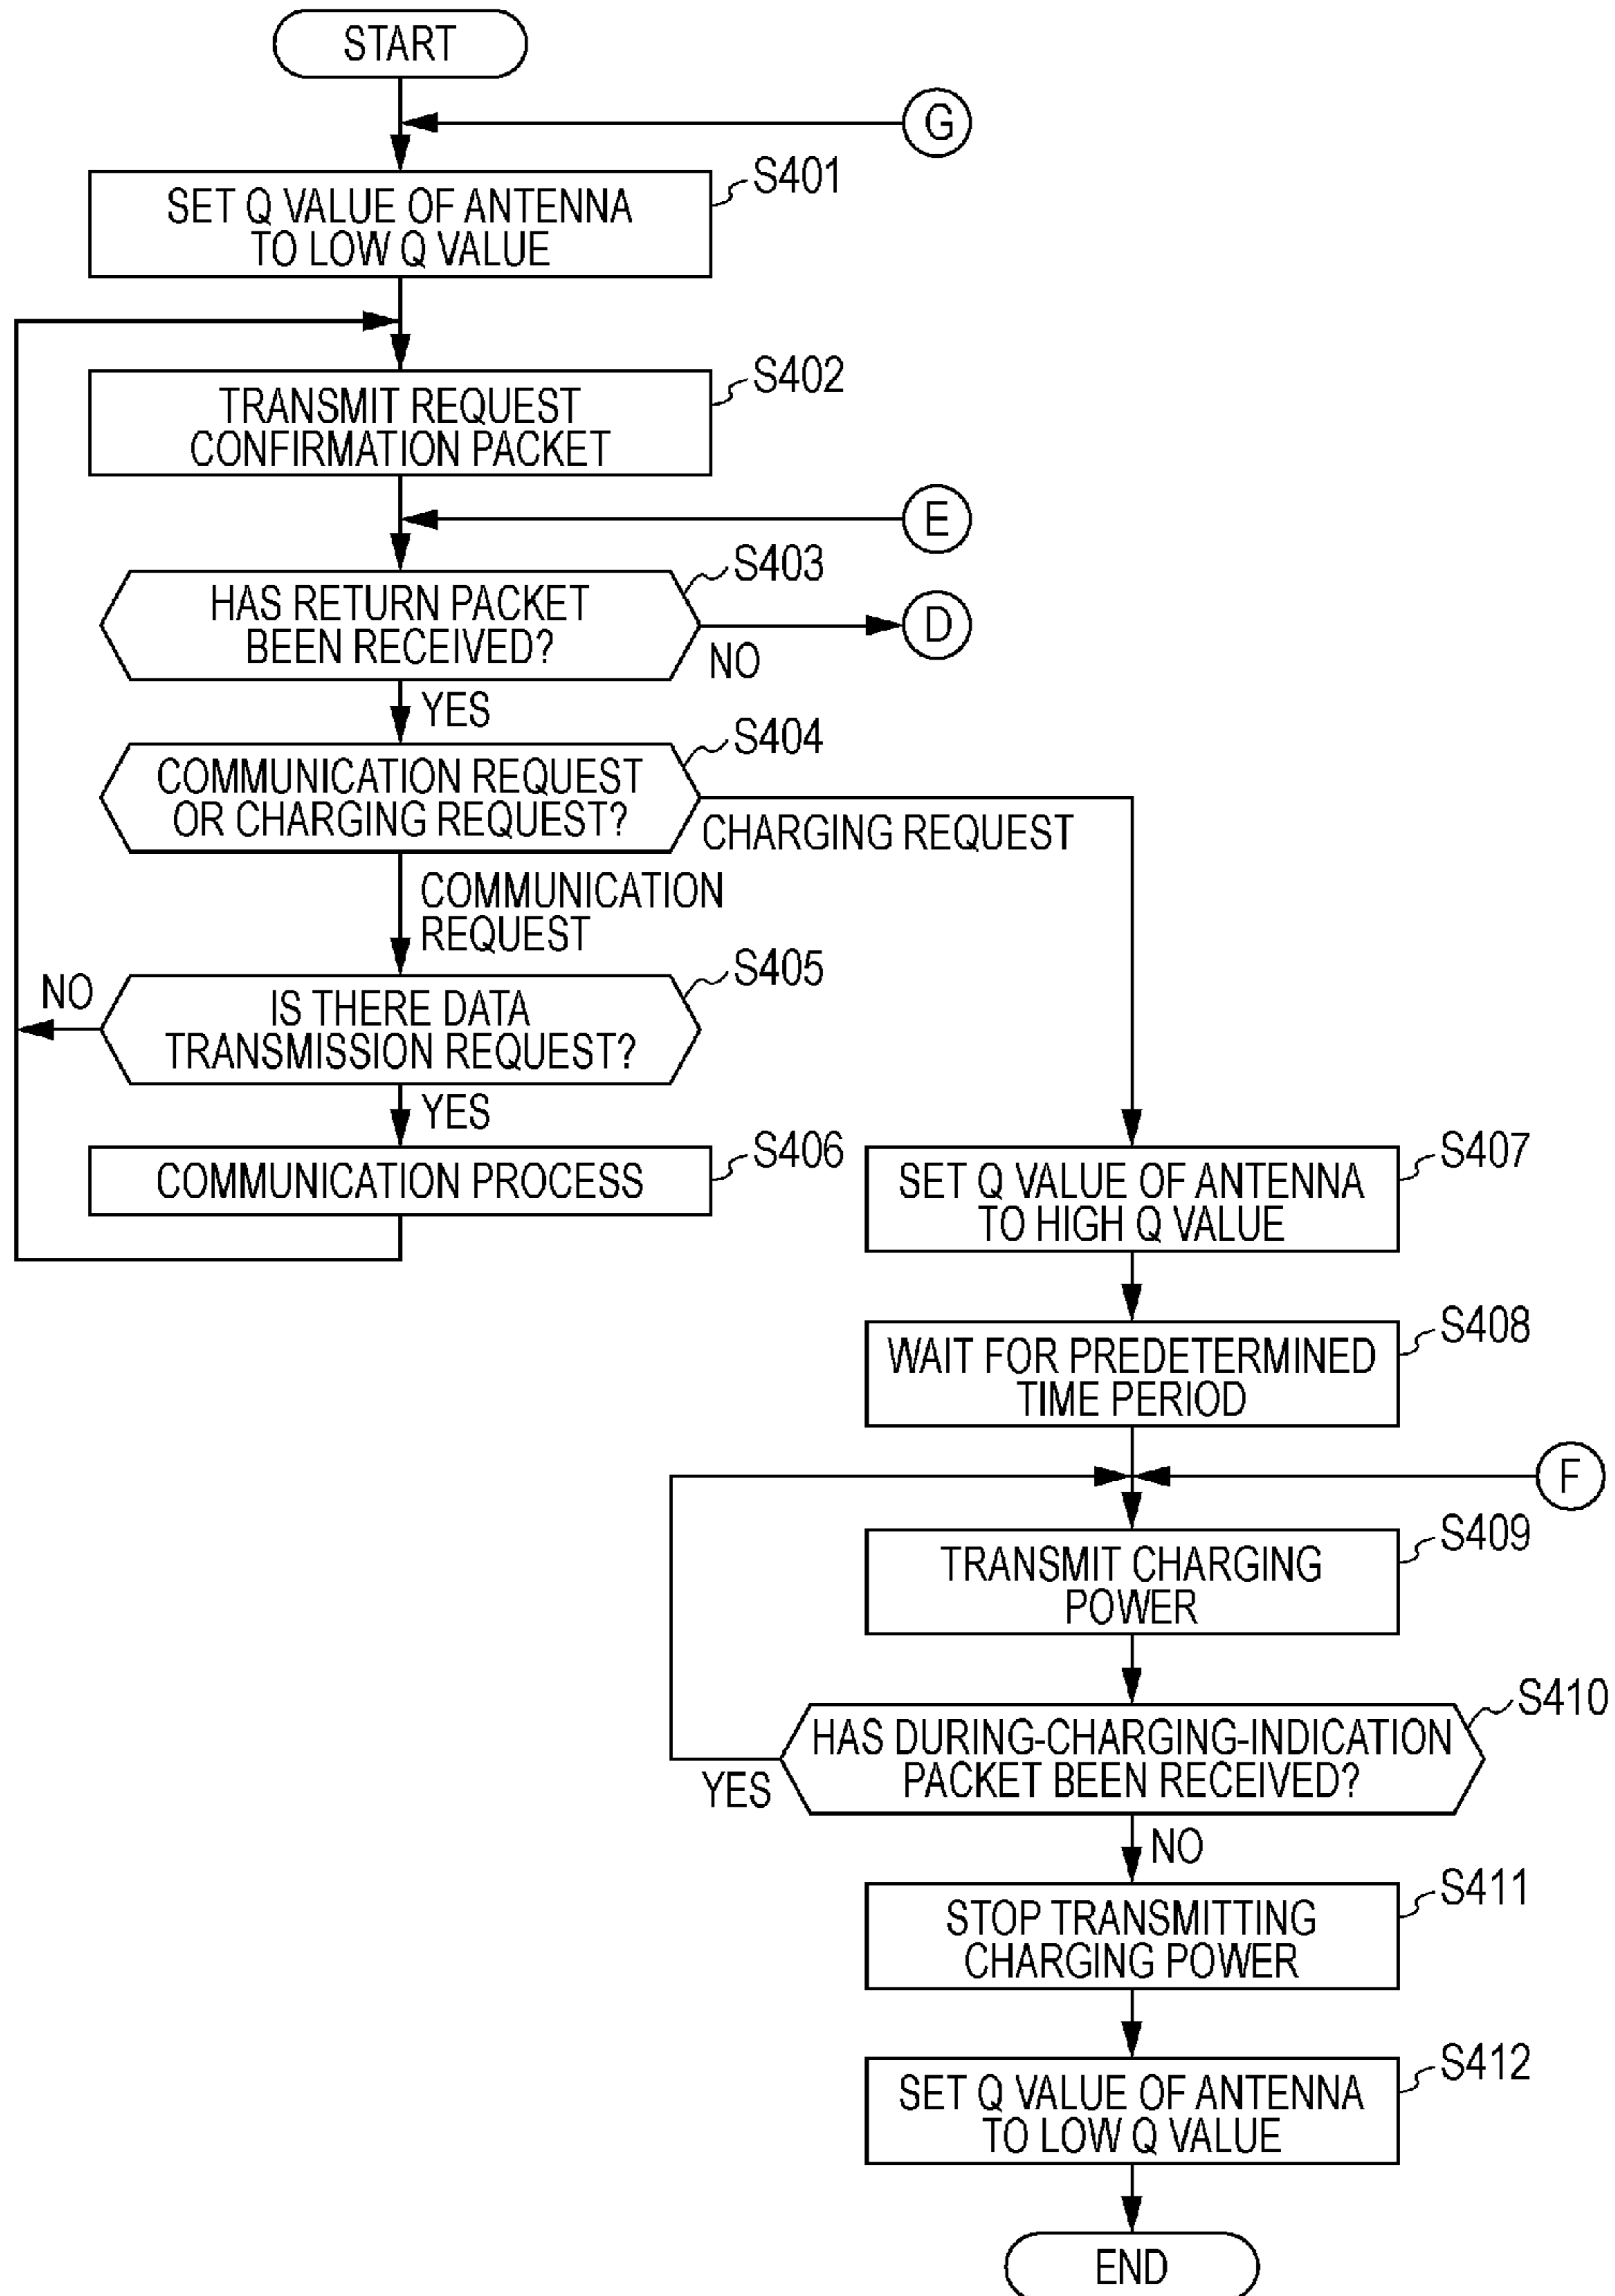 START
G
S401
SET Q VALUE OF ANTENNA
TO LOW Q VALUE
S402
TRANSMIT REQUEST
CONFIRMATION PACKET
E
S403
HAS RETURN PACKET
BEEN RECEIVED?
D
NO
YES
S404
COMMUNICATION REQUEST
OR CHARGING REQUEST?
CHARGING REQUEST
COMMUNICATION
REQUEST
S405
NO
IS THERE DATA
TRANSMISSION REQUEST?
YES
S406
COMMUNICATION PROCESS
S407
SET Q VALUE OF ANTENNA
TO HIGH Q VALUE
S408
WAIT FOR PREDETERMINED
TIME PERIOD
F
S409
TRANSMIT CHARGING
POWER
S410
HAS DURING-CHARGING-INDICATION
PACKET BEEN RECEIVED?
YES
NO
S411
STOP TRANSMITTING
CHARGING POWER
S412
SET Q VALUE OF ANTENNA
TO LOW Q VALUE
END